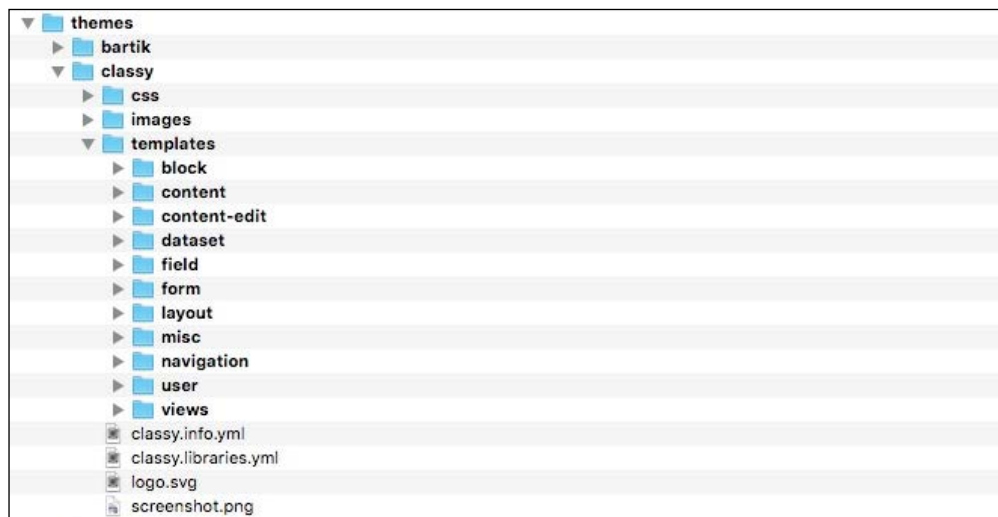 themes
bartik
classy
css
images
templates
block
content
content-edit
dataset
field
form
layout
misc
navigation
user
views
classy.info.yml
classy.libraries.yml
logo.svg
screenshot.png